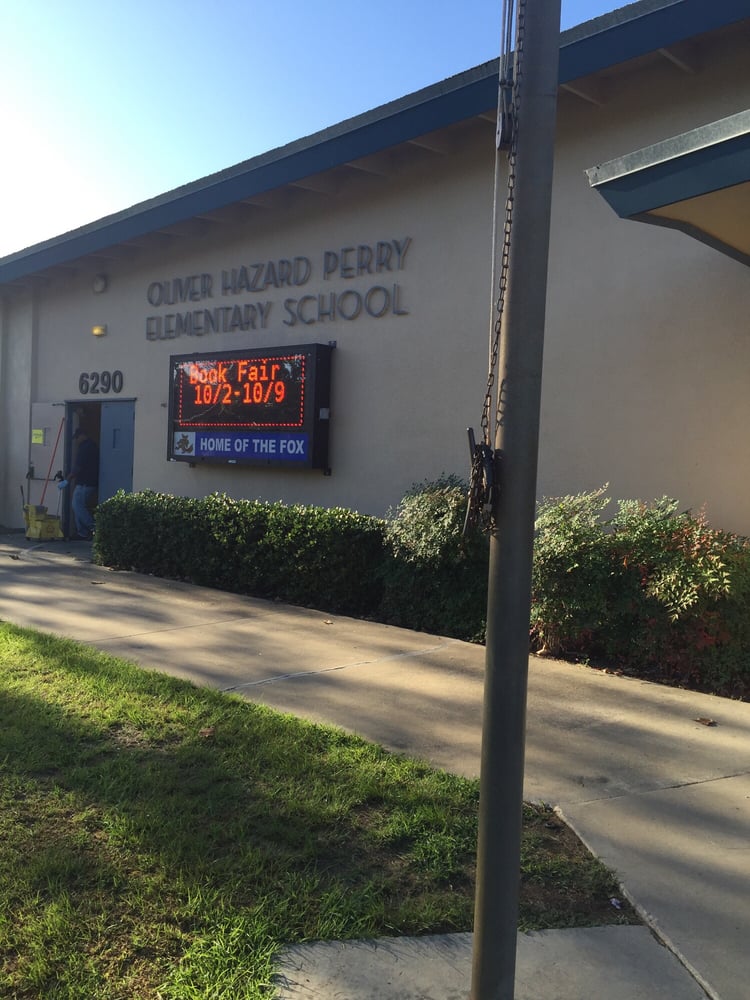 OLIVER HAZARD PERRY
ELEMENTARY SCHOOL
6290
Book Fair
10/2-10/9
HOME OF THE FOX